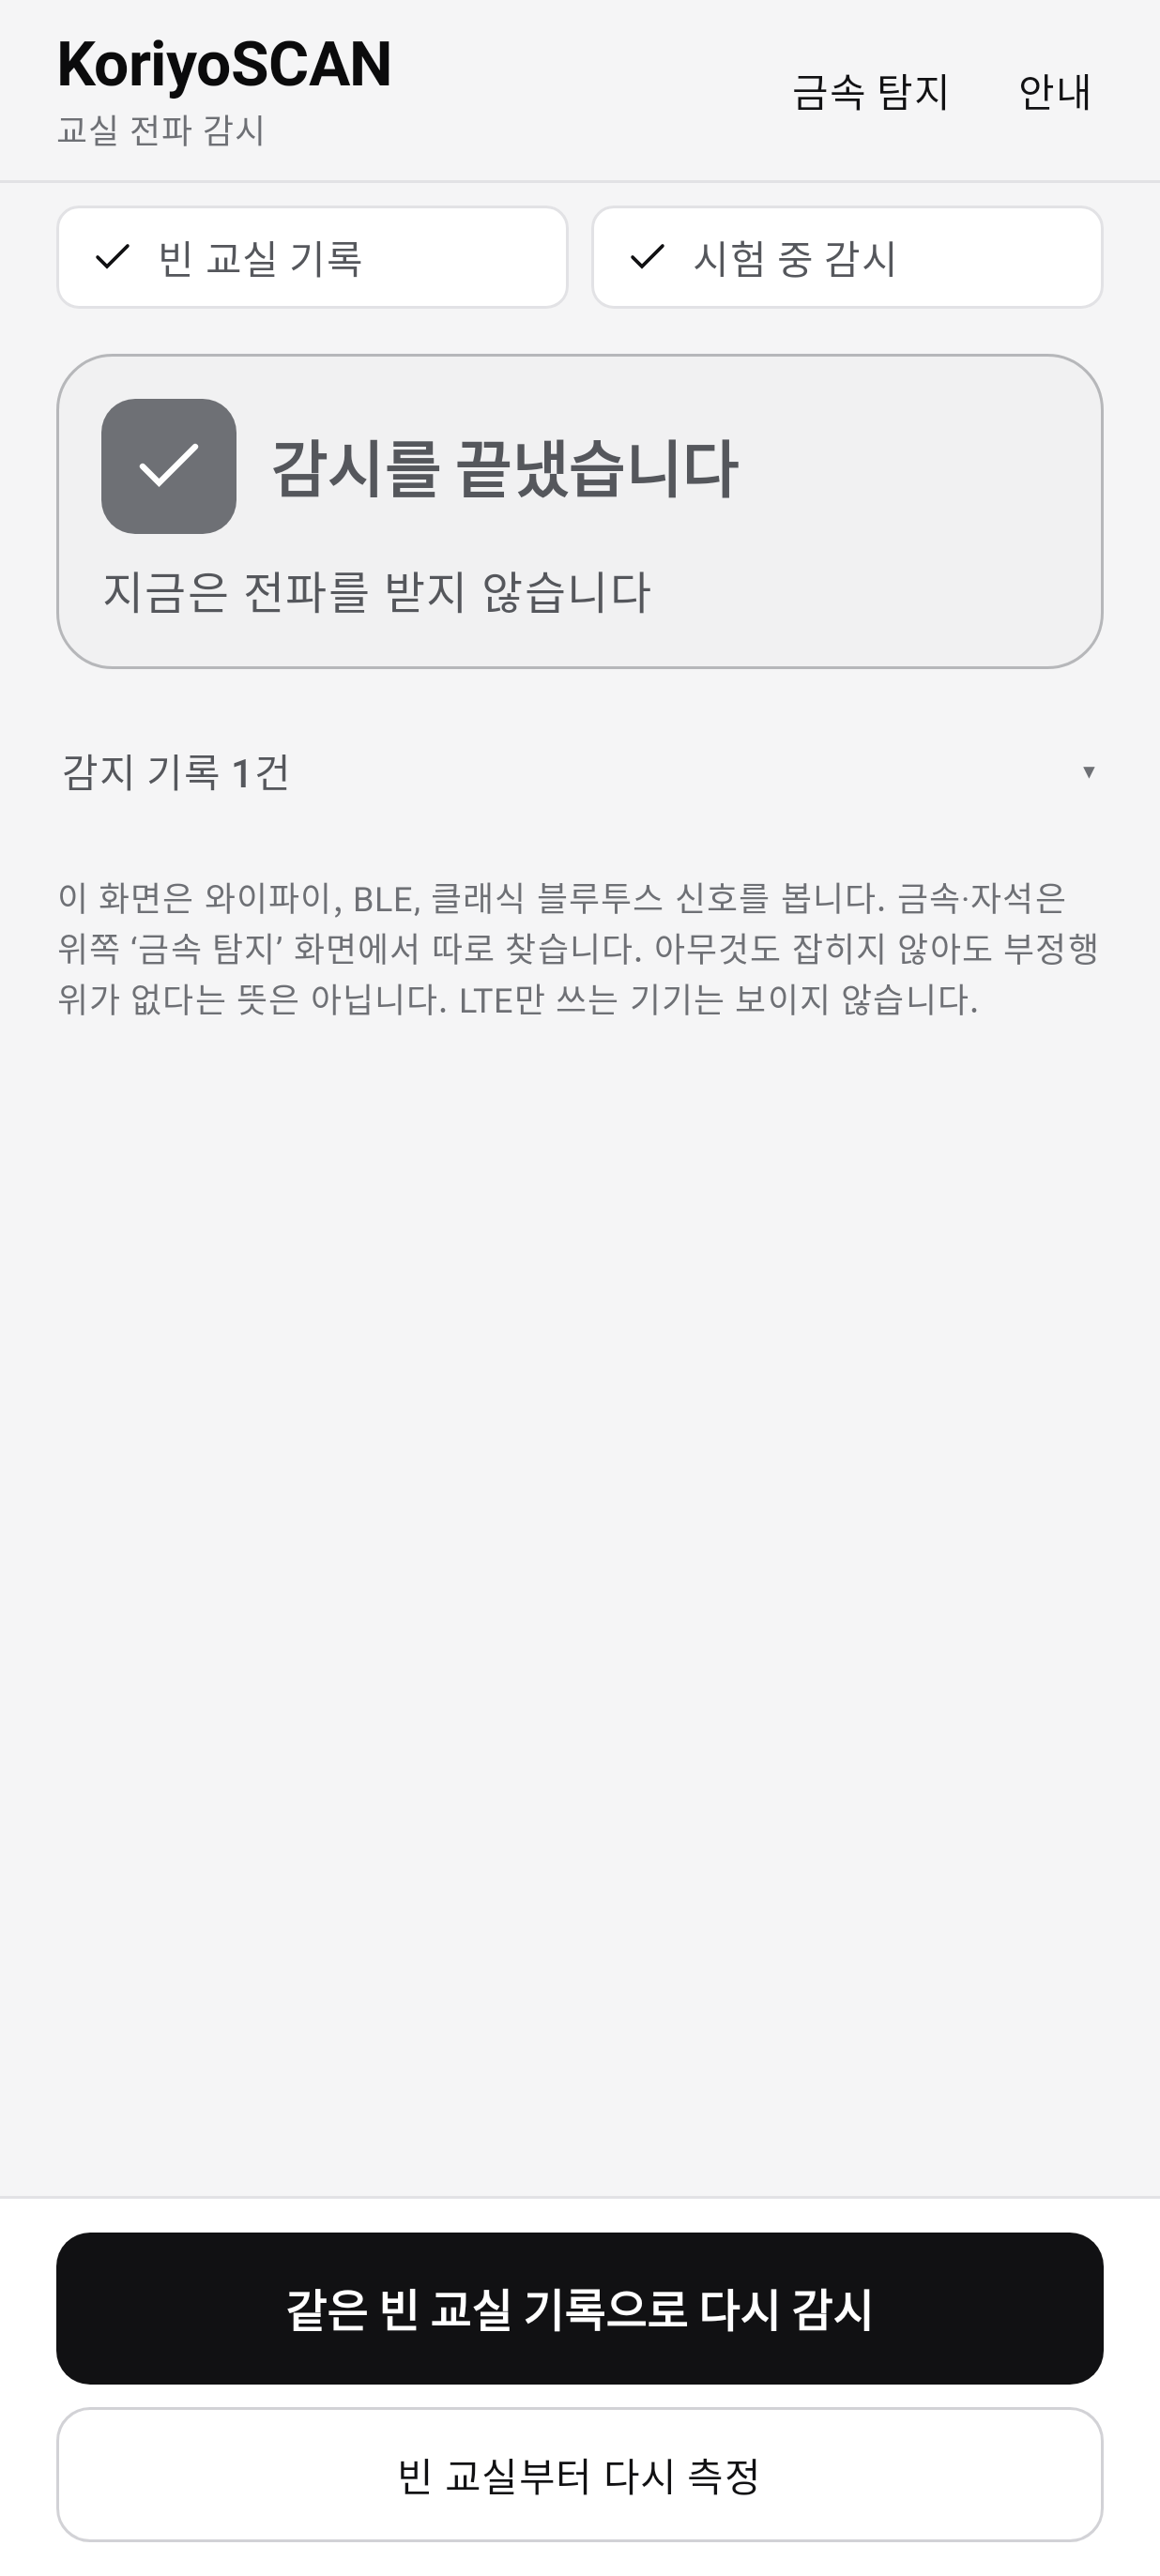 KoriyoSCAN
교실 전파 감시
금속 탐지
안내
빈 교실 기록
시험 중 감시
감시를 끝냈습니다
지금은 전파를 받지 않습니다
감지 기록 1건
이 화면은 와이파이, BLE, 클래식 블루투스 신호를 봅니다. 금속·자석은
위쪽 ‘금속 탐지’ 화면에서 따로 찾습니다. 아무것도 잡히지 않아도 부정행
위가 없다는 뜻은 아닙니다. LTE만 쓰는 기기는 보이지 않습니다.
같은 빈 교실 기록으로 다시 감시
빈 교실부터 다시 측정